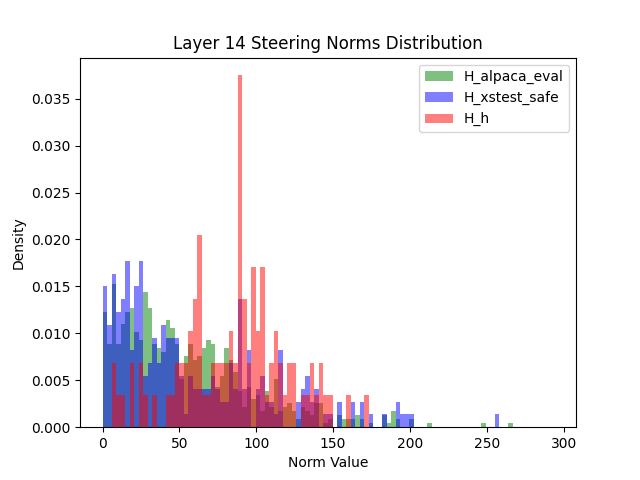 Layer 14 Steering Norms Distribution
H_alpaca_eval
H_xstest_safe
H_h
0.035
0.030
0.025
0.020
0.015
0.010
0.005
0.000
Density
0
50
100
150
200
250
300
Norm Value